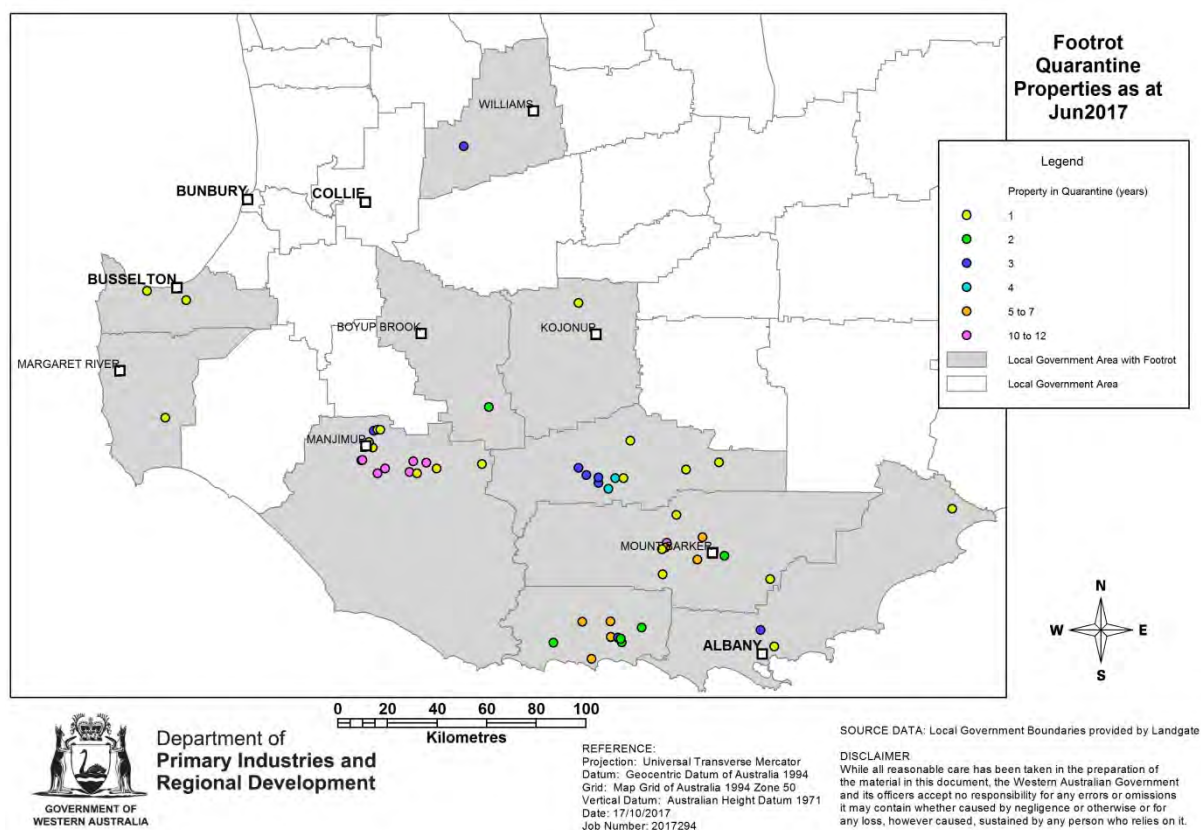 Footrot
Quarantine
Properties as at
Jun2017
WILLIAMS
BUNBURY
COLLIE
BUSSELTON
BOYUP BROOK
KOJONUP
MARGARET RIVER
MANJIMUP
MOUNT BARKER
ALBANY
Legend
Property in Quarantine (years)
1
2
3
4
5 to 7
10 to 12
Local Government Area with Footrot
Local Government Area
N
W
E
S
0 20 40 60 80 100
Kilometres
GOVERNMENT OF
WESTERN AUSTRALIA
Department of
Primary Industries and
Regional Development
REFERENCE:
Projection: Universal Transverse Mercator
Datum: Geocentric Datum of Australia 1994
Grid: Map Grid of Australia 1994 Zone 50
Vertical Datum: Australian Height Datum 1971
Date: 17/10/2017
Job Number: 2017294
SOURCE DATA: Local Government Boundaries provided by Landgate
DISCLAIMER
While all reasonable care has been taken in the preparation of
the material in this document, the Western Australian Government
and its officers accept no responsibility for any errors or omissions
it may contain whether caused by negligence or otherwise or for
any loss, however caused, sustained by any person who relies on it.